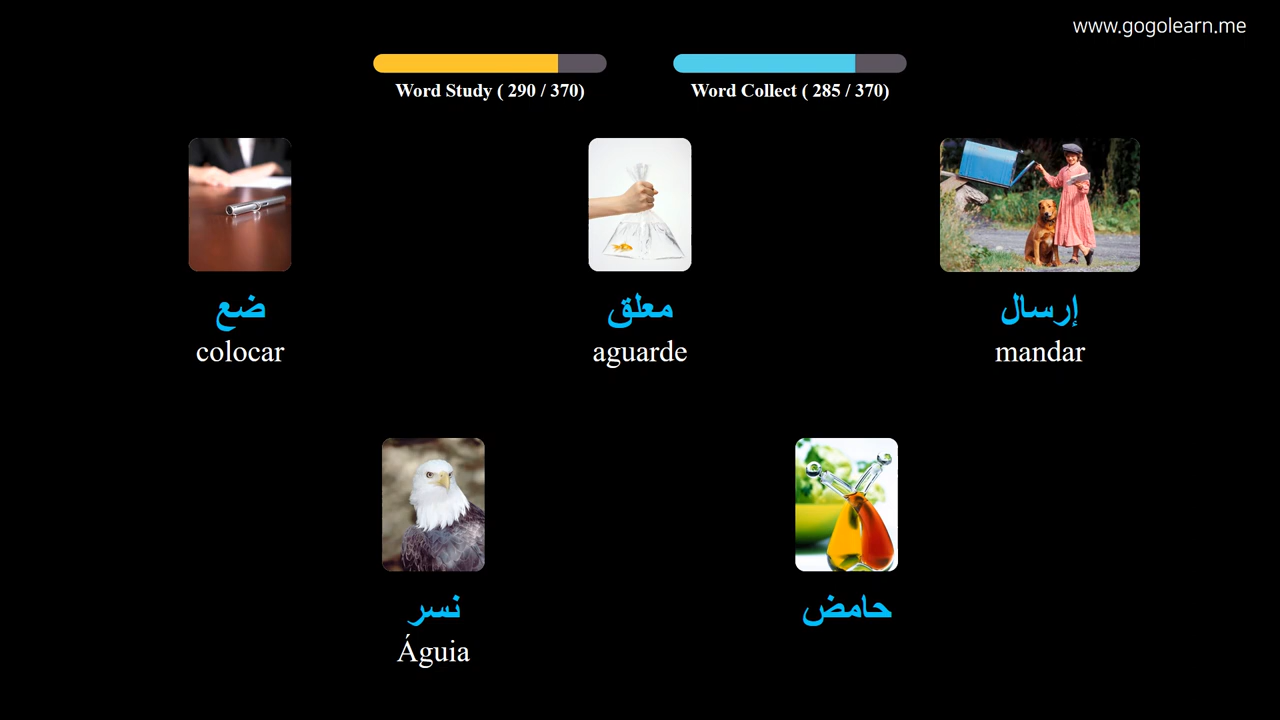 www.gogolearn.me
Word Study ( 290 / 370)
Word Collect ( 285 / 370)
ضع
colocar
معلق
aguarde
إرسال
mandar
نسر
Águia
حامض